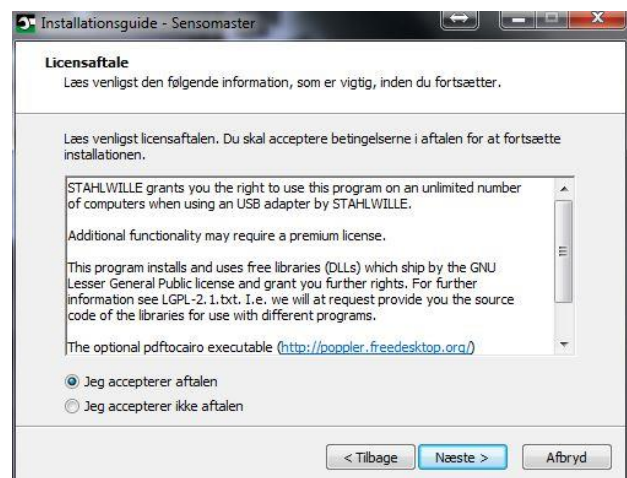 Installationsguide - Sensomaster
Licensaftale
Læs venligst den følgende information, som er vigtig, inden du fortsætter.
Læs venligst licensaftalen. Du skal acceptere betingelserne i aftalen for at fortsætte
installationen.
STAHLWILLE grants you the right to use this program on an unlimited number
of computers when using an USB adapter by STAHLWILLE.
Additional functionality may require a premium license.
This program installs and uses free libraries (DLLs) which ship by the GNU
Lesser General Public license and grant you further rights. For further
information see LGPL-2.1.txt. I.e. we will at request provide you the source
code of the libraries for use with different programs.
The optional pdftocairo executable (http://poppler.freedesktop.org/)
Jeg accepterer aftalen
Jeg accepterer ikke aftalen
< Tilbage
Næste >
Afbryd